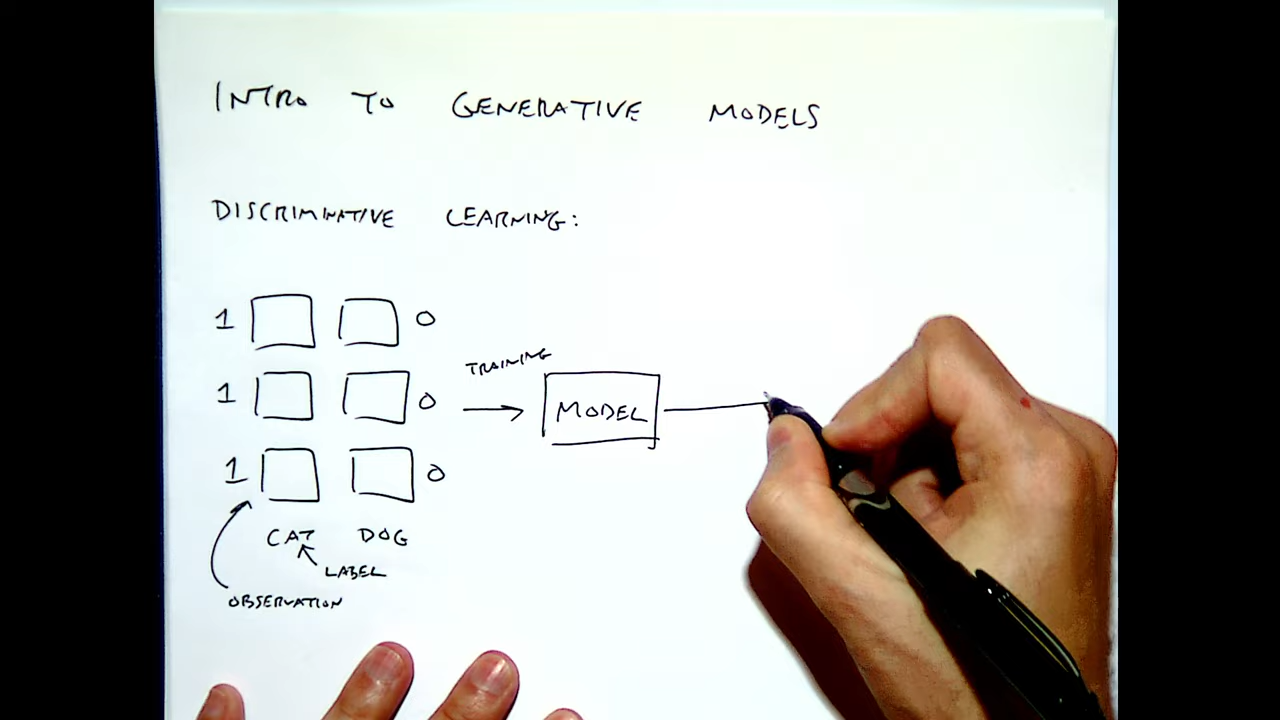 INTRO TO GENERATIVE MODELS
DISCRIMINATIVE LEARNING:
1 0
TRAINING
1 0
MODEL
1 0
CAT DOG
LABEL
OBSERVATION